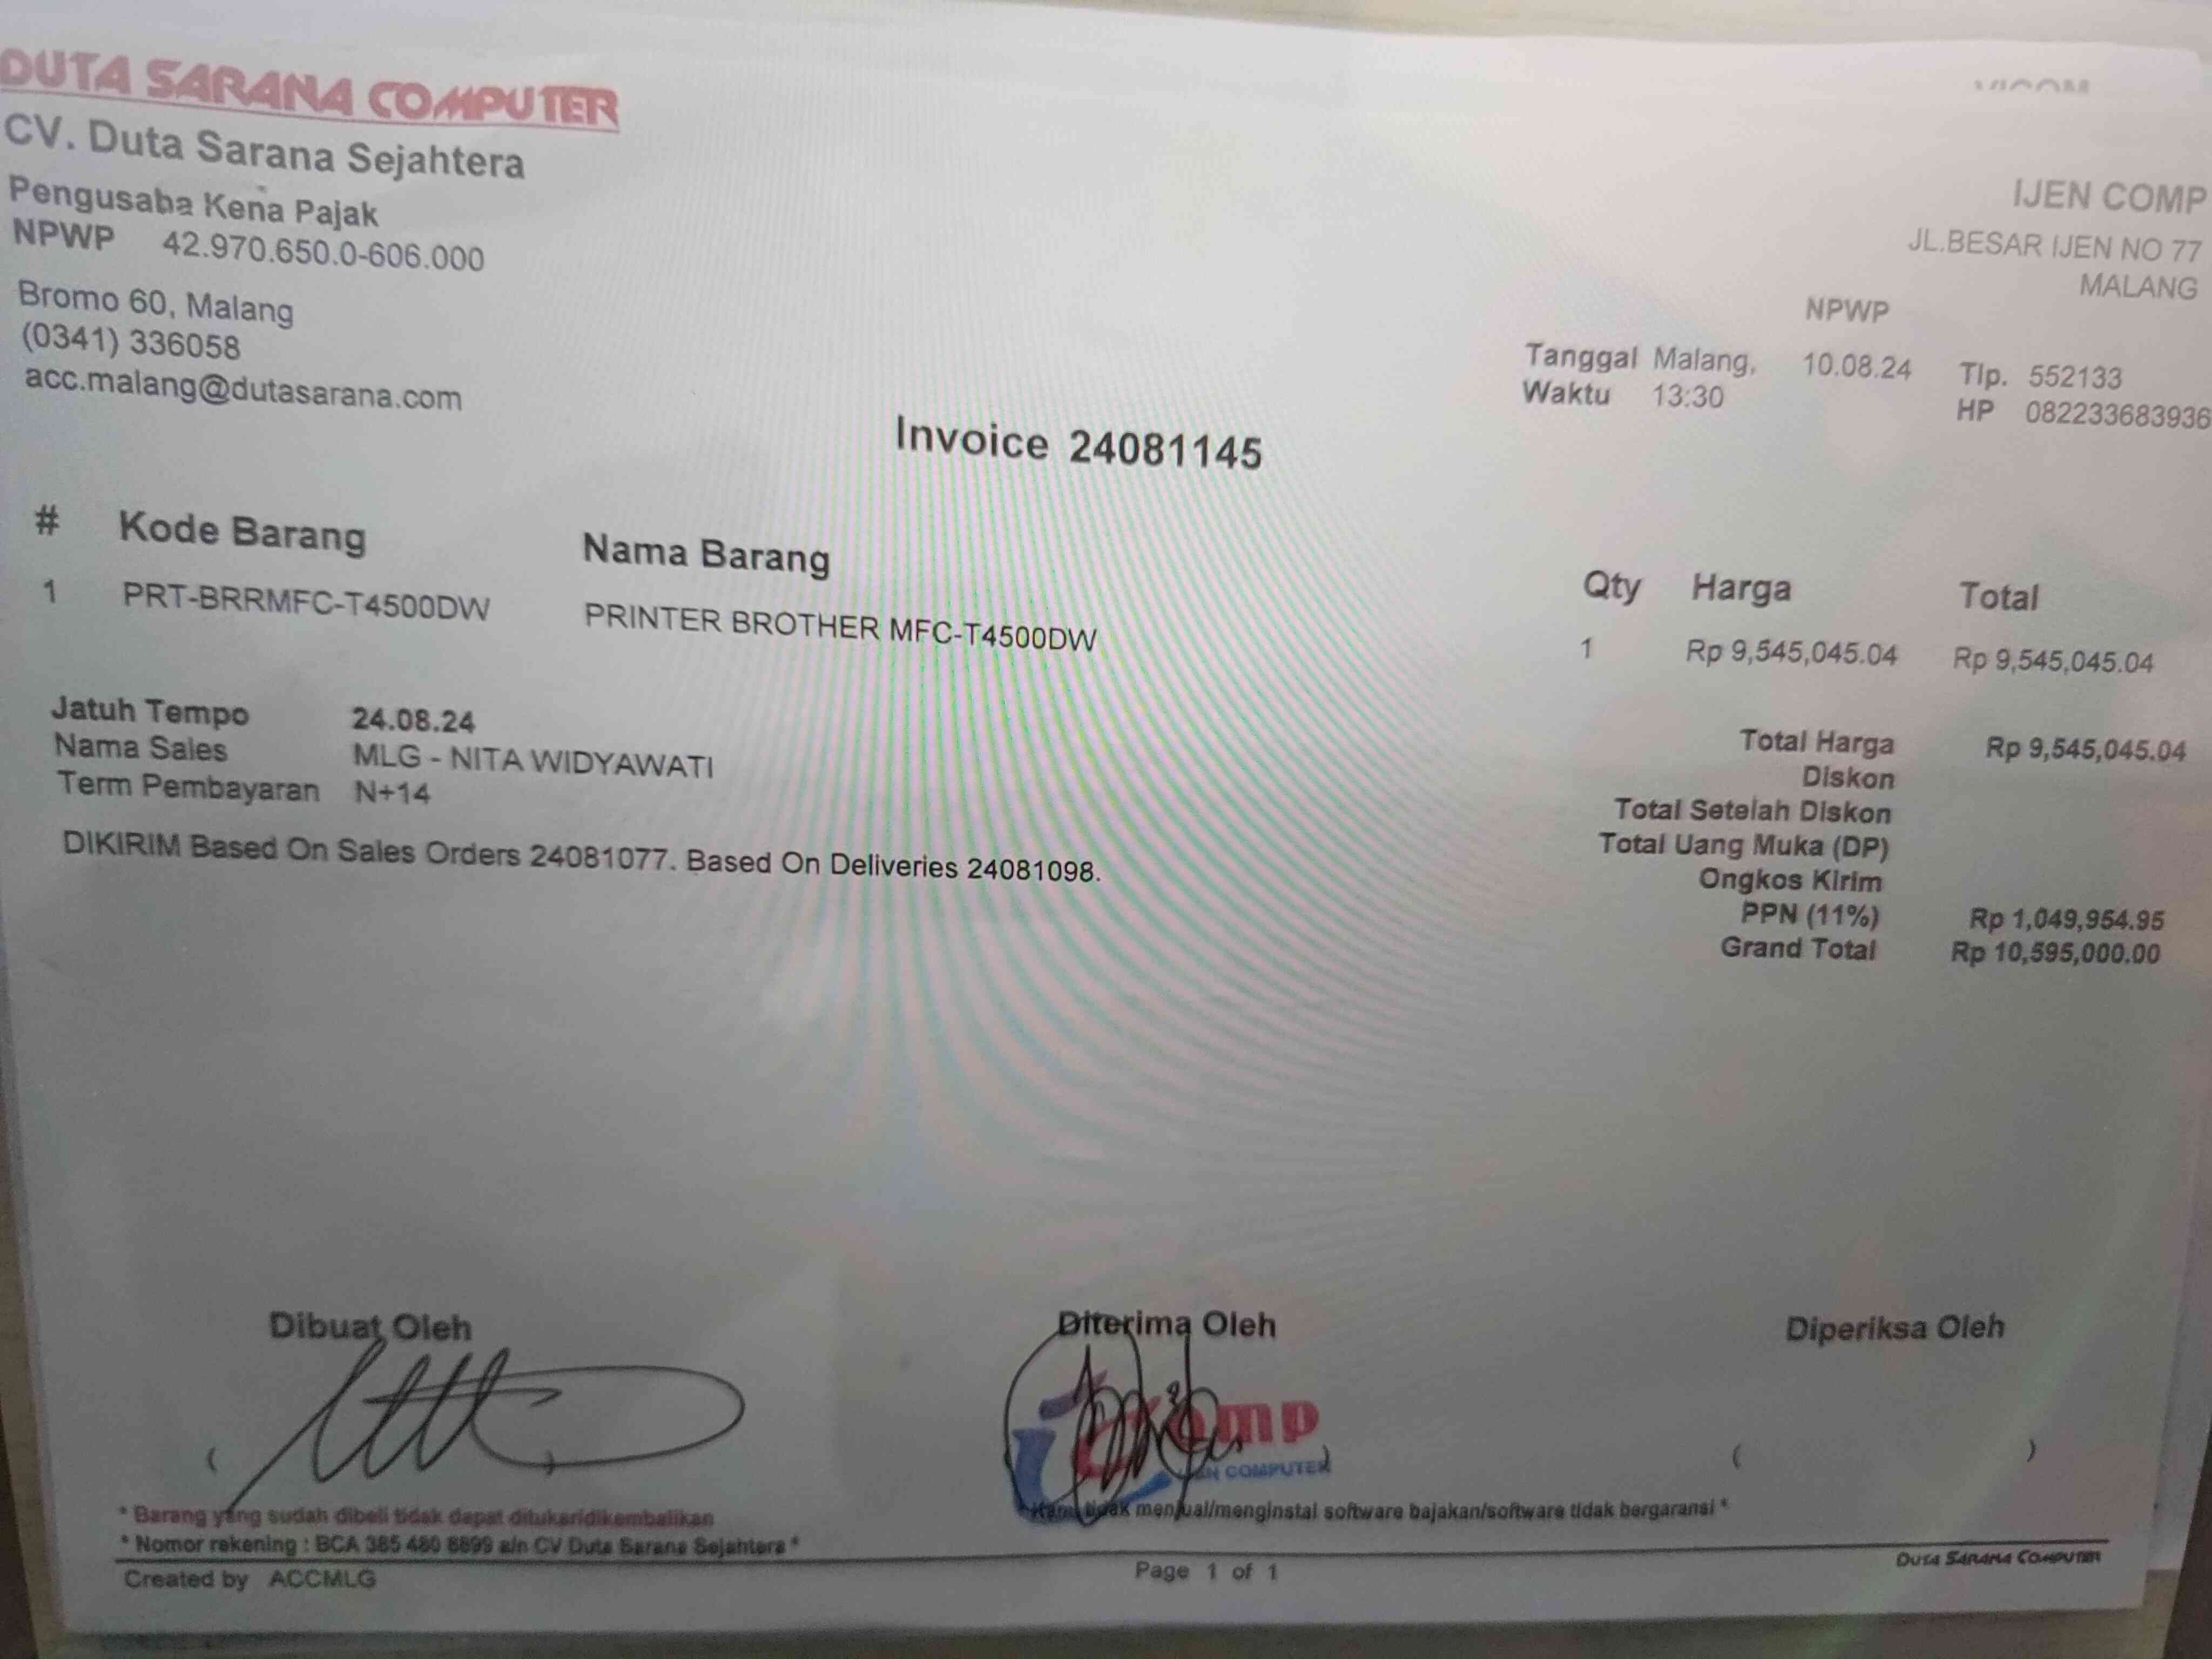 DUTA SARANA COMPUTER
CV. Duta Sarana Sejahtera
Pengusaha Kena Pajak
NPWP 42.970.650.0-606.000
Bromo 60, Malang
(0341) 336058
acc.malang@dutasarana.com
IJEN COMP
JL.BESAR IJEN NO 77
MALANG
NPWP
Tanggal Malang, 10.08.24 Tlp. 552133
Waktu 13:30 HP 082233683936
Invoice 24081145
# Kode Barang Nama Barang Qty Harga Total
1 PRT-BRRMFC-T4500DW PRINTER BROTHER MFC-T4500DW 1 Rp 9,545,045.04 Rp 9,545,045.04
Jatuh Tempo 24.08.24
Nama Sales MLG - NITA WIDYAWATI
Term Pembayaran N+14
DIKIRIM Based On Sales Orders 24081077. Based On Deliveries 24081098.
Total Harga Rp 9,545,045.04
Diskon
Total Setelah Diskon
Total Uang Muka (DP)
Ongkos Kirim
PPN (11%) Rp 1,049,954.95
Grand Total Rp 10,595,000.00
Dibuat Oleh Diterima Oleh Diperiksa Oleh
( ) ) ( )
omp
COMPUTER
* Barang yang sudah dibeli tidak dapat ditukar/dikembalikan
tidak menjual/menginstal software bajakan/software tidak bergaransi *
* Nomor rekening : BCA 385 480 8899 a/n CV Duta Sarana Sejahtera *
DUTA SARANA COMPUTER
Created by ACCMLG Page 1 of 1